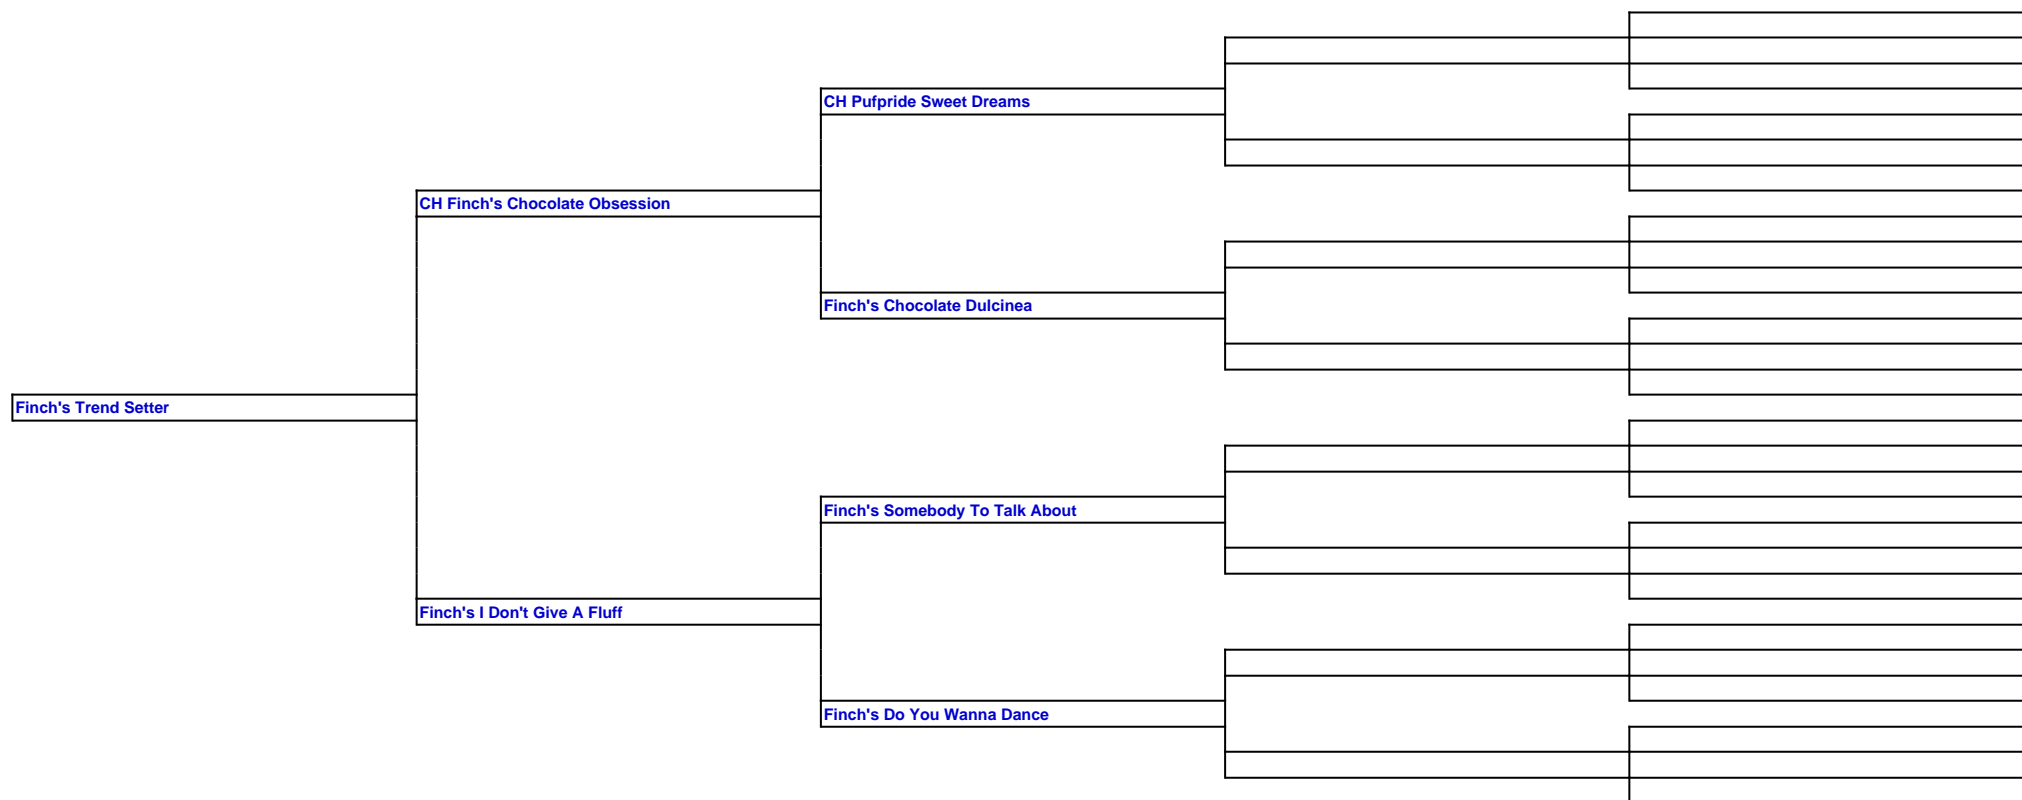 CH Pufpride Sweet Dreams
CH Finch's Chocolate Obsession
Finch's Chocolate Dulcinea
Finch's Trend Setter
Finch's Somebody To Talk About
Finch's I Don't Give A Fluff
Finch's Do You Wanna Dance